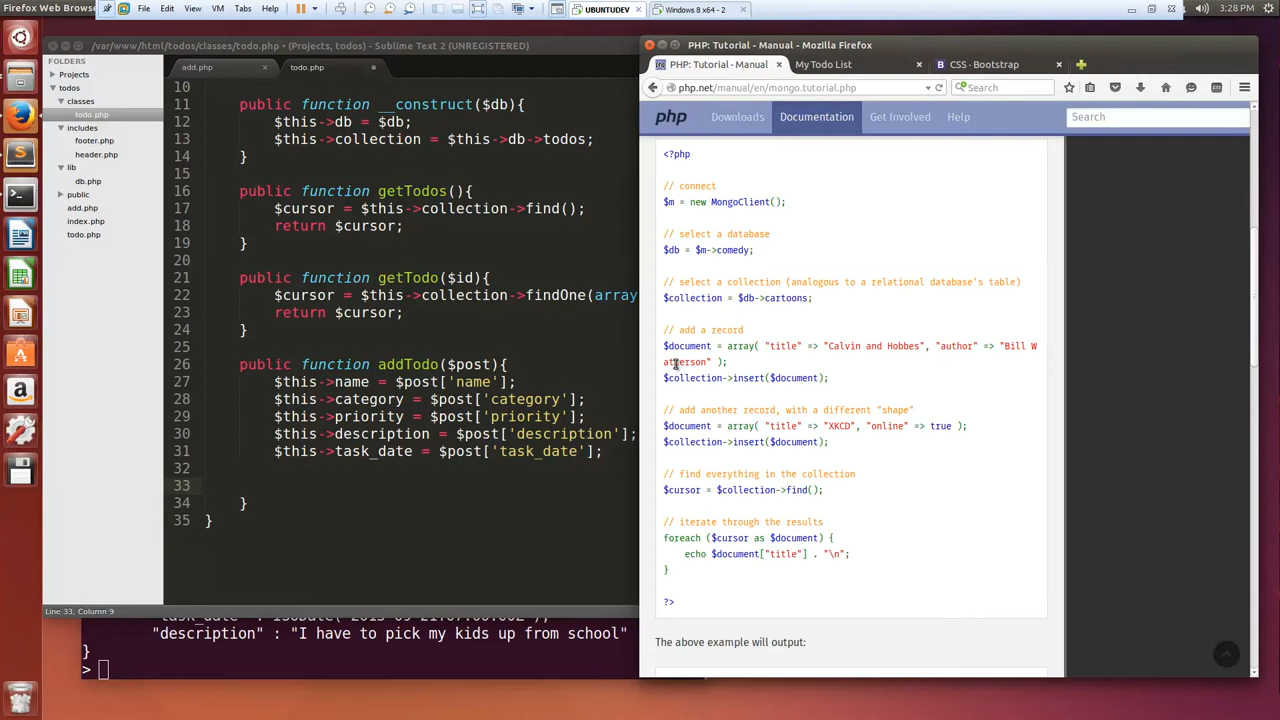 Firefox Web Brows
File Edit View VM Tabs Help
UBUNTUDEV
Windows 8 x64 - 2
3:28 PM
/var/www/html/todos/classes/todo.php • (Projects, todos) - Sublime Text 2 (UNREGISTERED)
FOLDERS
Projects
todos
classes
todo.php
includes
footer.php
header.php
lib
db.php
public
add.php
index.php
todo.php
add.php
todo.php
10
11 public function __construct($db){
12 $this->db = $db;
13 $this->collection = $this->db->todos;
14 }
15
16 public function getTodos(){
17 $cursor = $this->collection->find();
18 return $cursor;
19 }
20
21 public function getTodo($id){
22 $cursor = $this->collection->findOne(array
23 return $cursor;
24 }
25
26 public function addTodo($post){
27 $this->name = $post['name'];
28 $this->category = $post['category'];
29 $this->priority = $post['priority'];
30 $this->description = $post['description'];
31 $this->task_date = $post['task_date'];
32
33
34 }
35 }
Line 33, Column 9
"description" : "I have to pick my kids up from school"
}
>
PHP: Tutorial - Manual - Mozilla Firefox
PHP: Tutorial - Manual
My Todo List
CSS · Bootstrap
php.net/manual/en/mongo.tutorial.php
Search
php
Downloads
Documentation
Get Involved
Help
Search
<?php
// connect
$m = new MongoClient();
// select a database
$db = $m->comedy;
// select a collection (analogous to a relational database's table)
$collection = $db->cartoons;
// add a record
$document = array( "title" => "Calvin and Hobbes", "author" => "Bill W
atterson" );
$collection->insert($document);
// add another record, with a different "shape"
$document = array( "title" => "XKCD", "online" => true );
$collection->insert($document);
// find everything in the collection
$cursor = $collection->find();
// iterate through the results
foreach ($cursor as $document) {
echo $document["title"] . "\n";
}
?>
The above example will output: